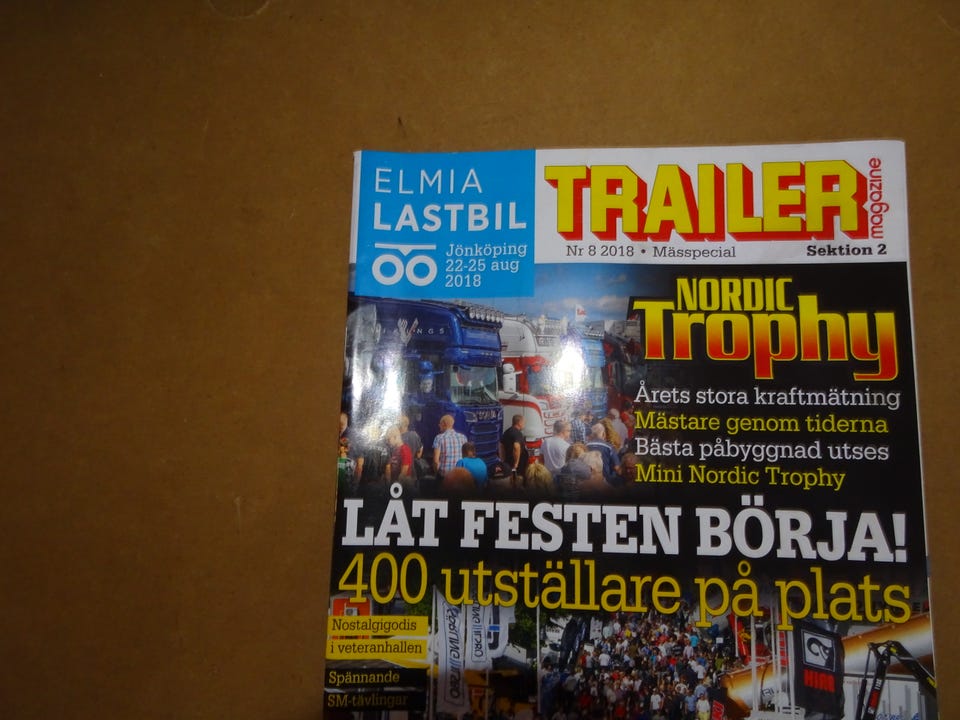 ELMIA
LASTBIL
Jönköping
22-25 aug
2018
TRAILER
magazine
Nr 8 2018 • Mässpecial
Sektion 2
NORDIC
Trophy
Årets stora kraftmätning
Mästare genom tiderna
Bästa påbyggnad utses
Mini Nordic Trophy
LÅT FESTEN BÖRJA!
400 utställare på plats
Nostalgigodis
i veteranhallen
Spännande
SM-tävlingar
HIAB